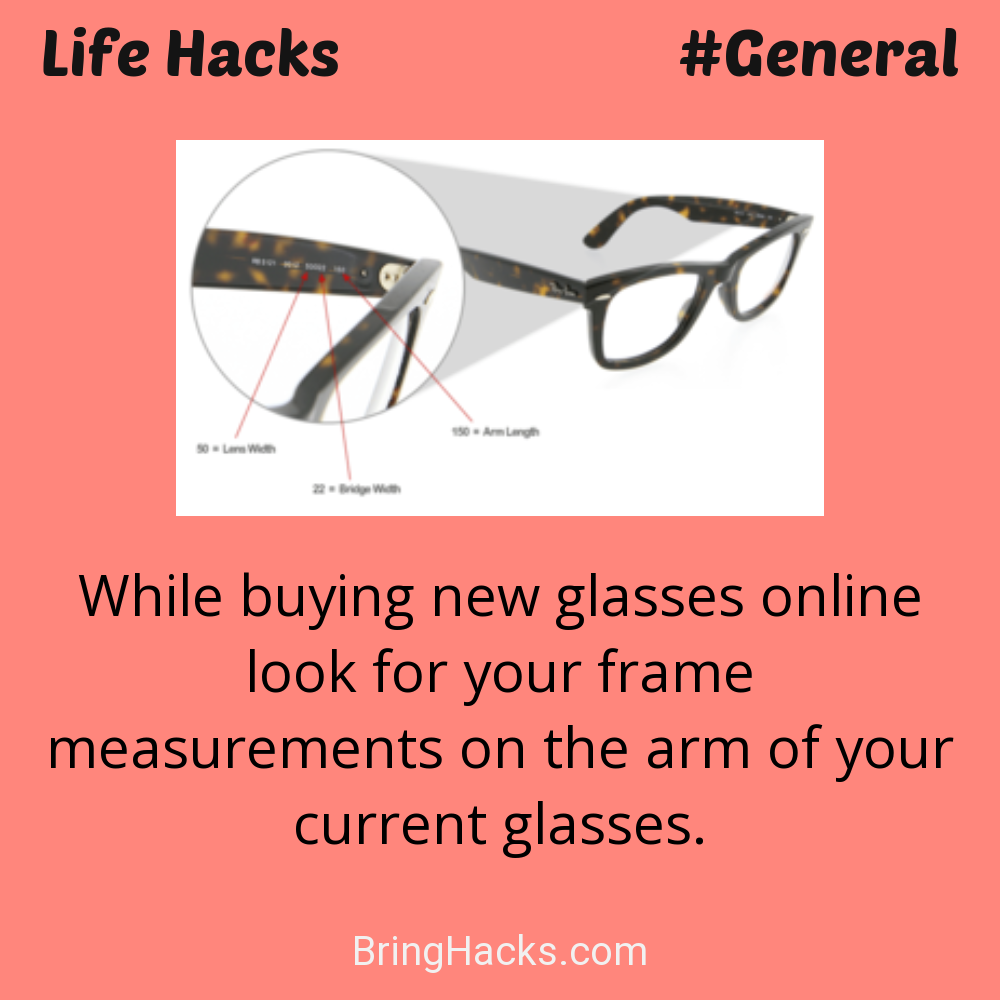 Life Hacks #General
150 = Arm Length
50 = Lens Width
22 = Bridge Width
While buying new glasses online
look for your frame
measurements on the arm of your
current glasses.
BringHacks.com